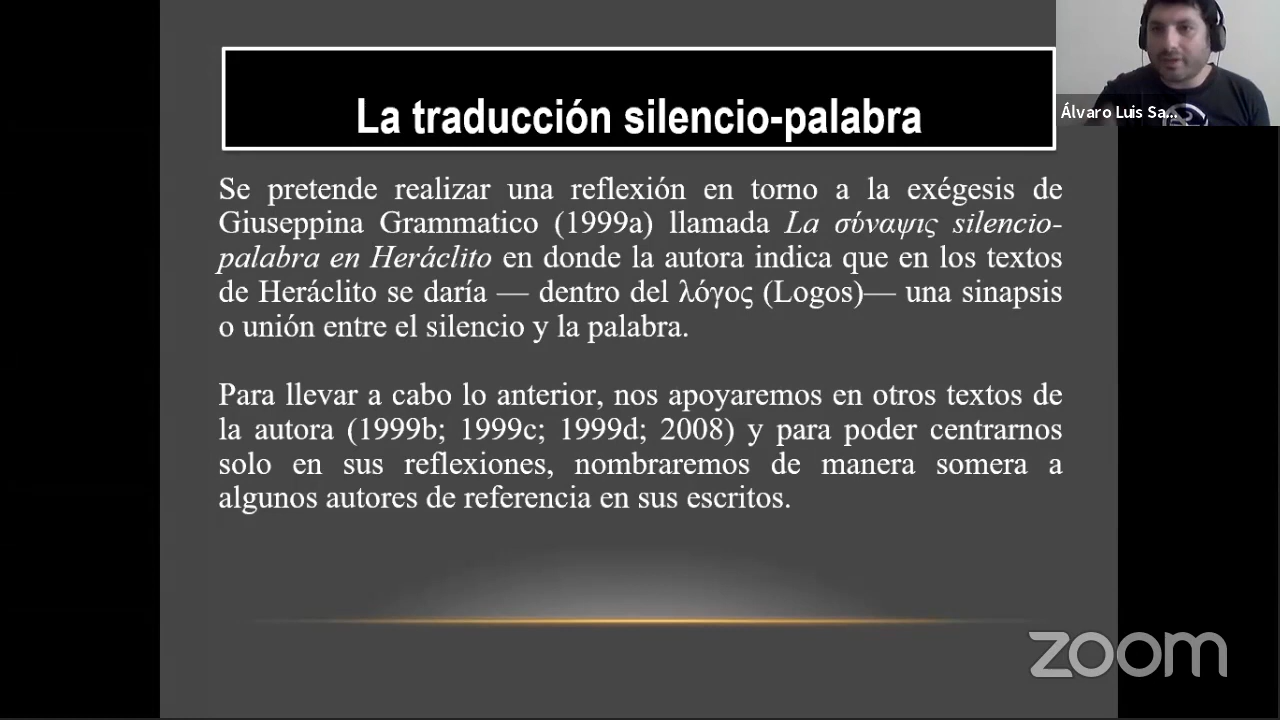 La traducción silencio-palabra
Álvaro Luis Sa...
Se pretende realizar una reflexión en torno a la exégesis de
Giuseppina Grammatico (1999a) llamada La σύναψις silencio-
palabra en Heráclito en donde la autora indica que en los textos
de Heráclito se daría — dentro del λόγος (Logos)— una sinapsis
o unión entre el silencio y la palabra.
Para llevar a cabo lo anterior, nos apoyaremos en otros textos de
la autora (1999b; 1999c; 1999d; 2008) y para poder centrarnos
solo en sus reflexiones, nombraremos de manera somera a
algunos autores de referencia en sus escritos.
zoom